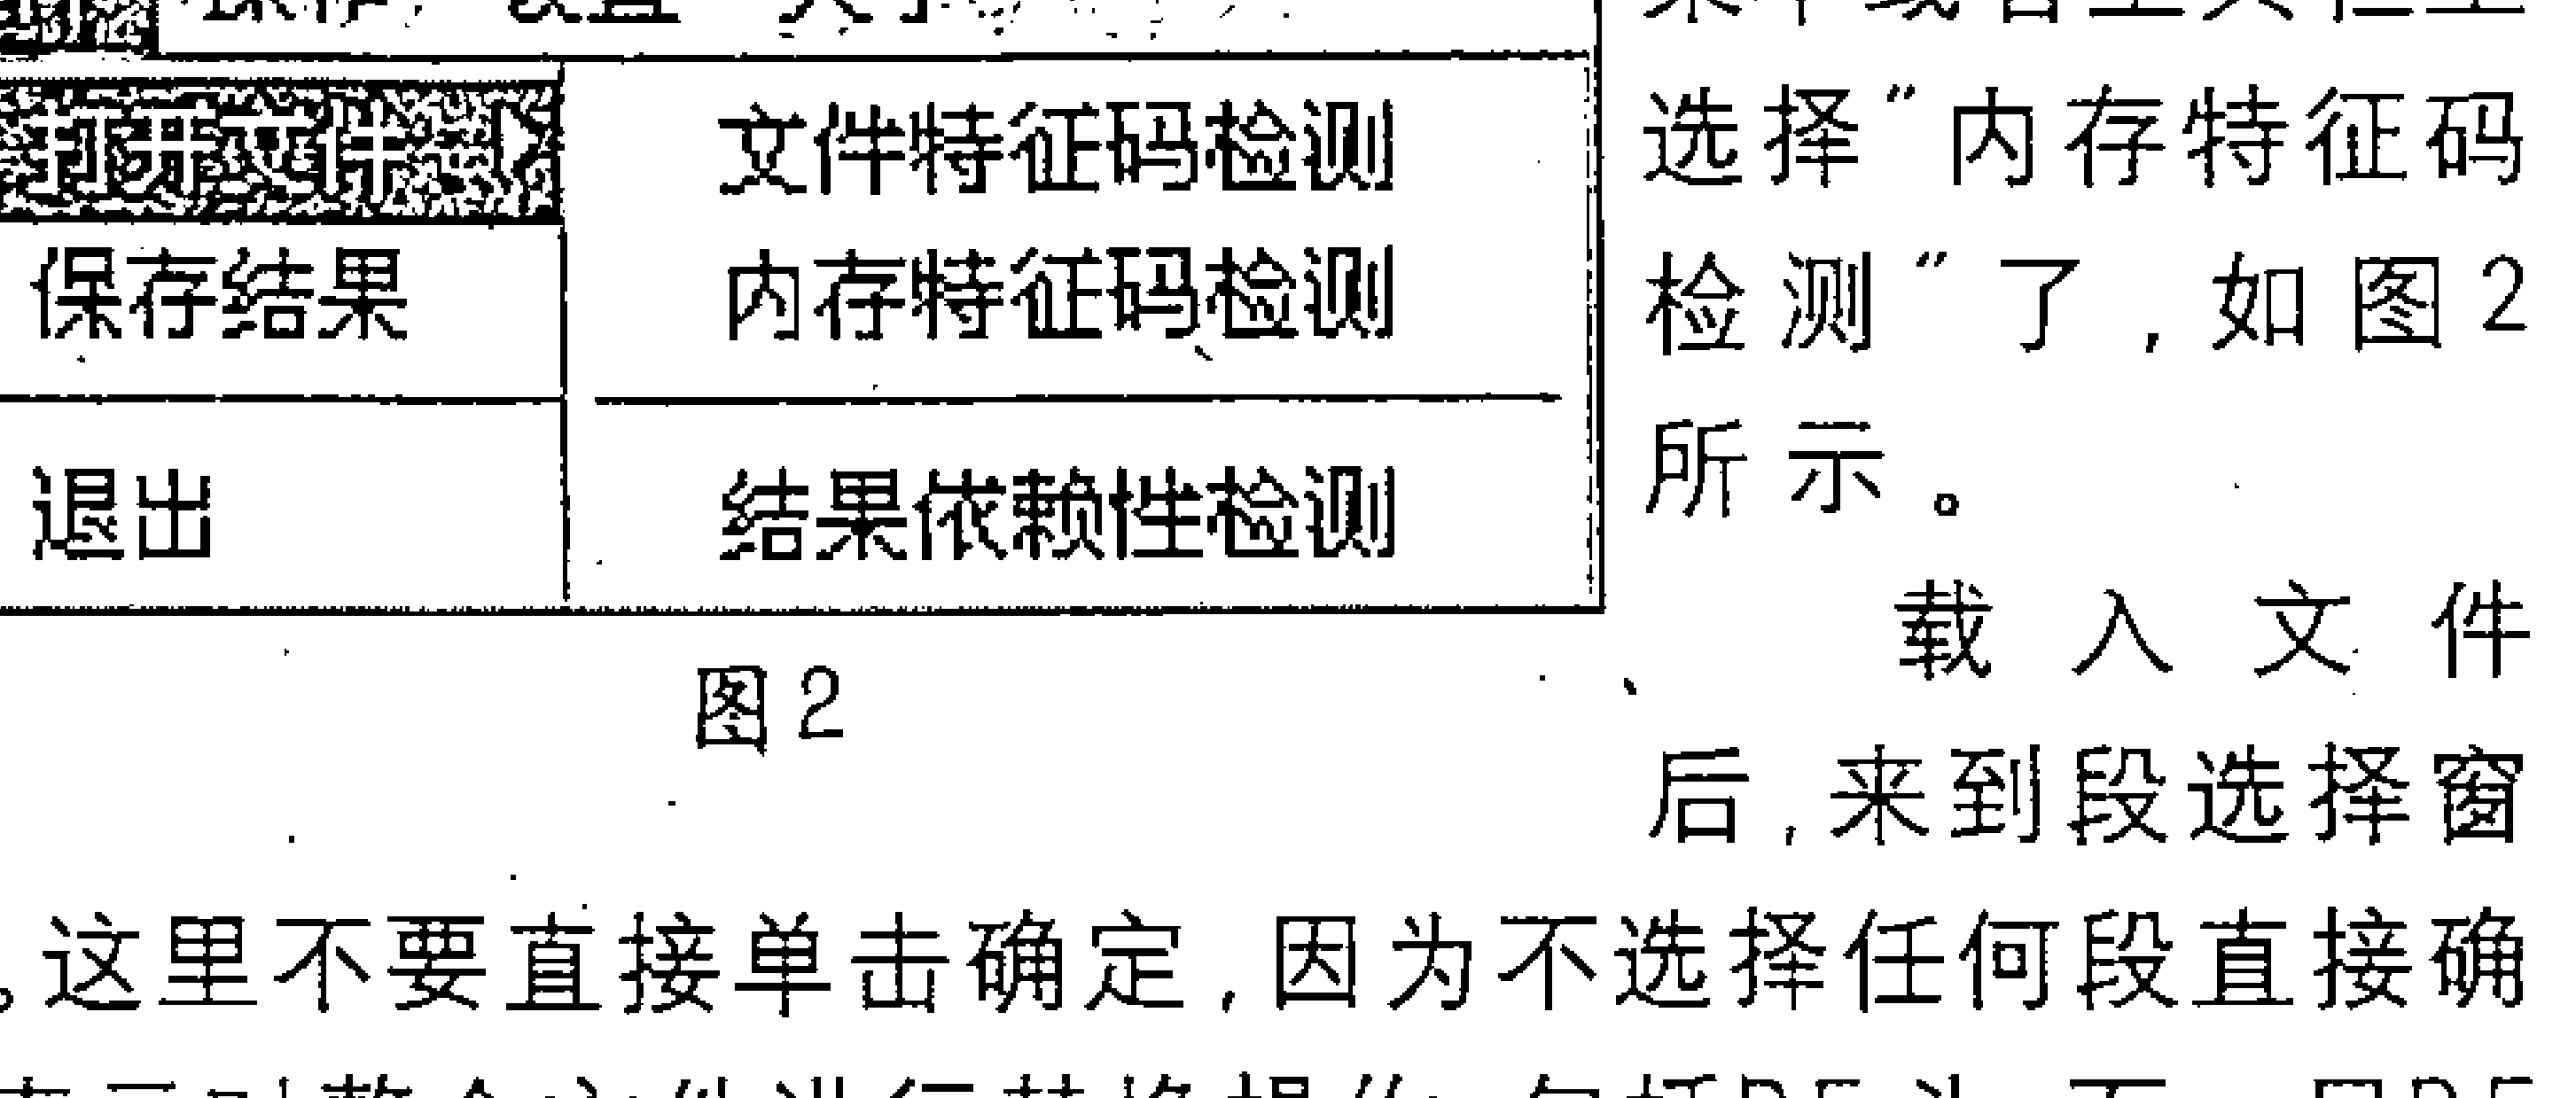 打开文件
文件特征码检测
保存结果
内存特征码检测
退出
结果依赖性检测
图2
选择"内存特征码
检测"了,如图2
所示。
载入文件
后,来到段选择窗
。这里不要直接单击确定,因为不选择任何段直接确